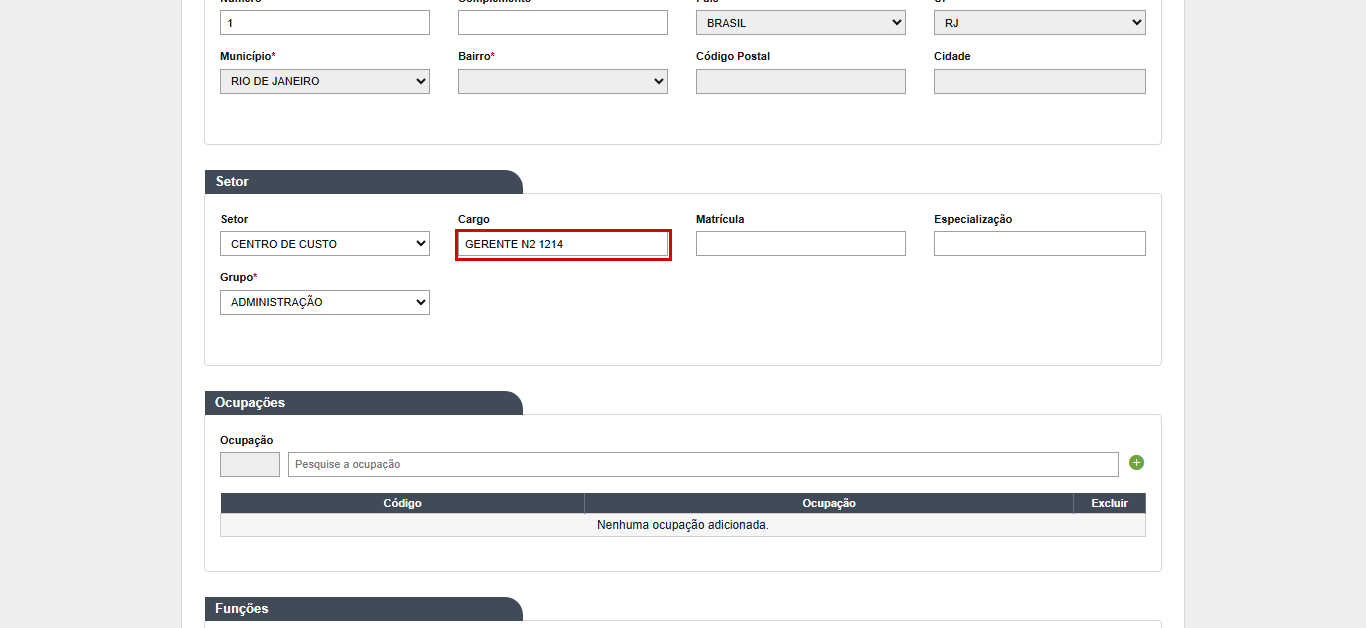 1
BRASIL
RJ
Município*
Bairro*
Código Postal
Cidade
RIO DE JANEIRO
Setor
Setor
Cargo
Matrícula
Especialização
CENTRO DE CUSTO
GERENTE N2 1214
Grupo*
ADMINISTRAÇÃO
Ocupações
Ocupação
Pesquise a ocupação
Código
Ocupação
Excluir
Nenhuma ocupação adicionada.
Funções